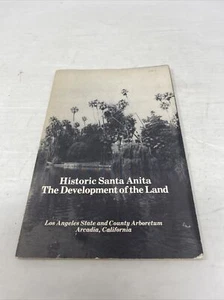 Historic Santa Anita
The Development of the Land
Los Angeles State and County Arboretum
Arcadia, California